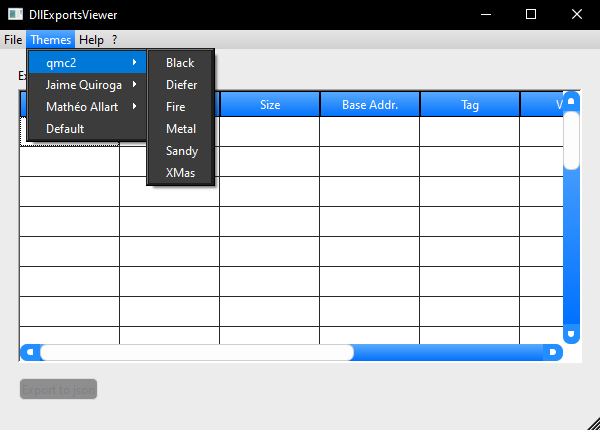 DllExportsViewer
File Themes Help ?
qmc2
Jaime Quiroga
Mathéo Allart
Default
Black
Diefer
Fire
Metal
Sandy
XMas
Size Base Addr. Tag
Export to json